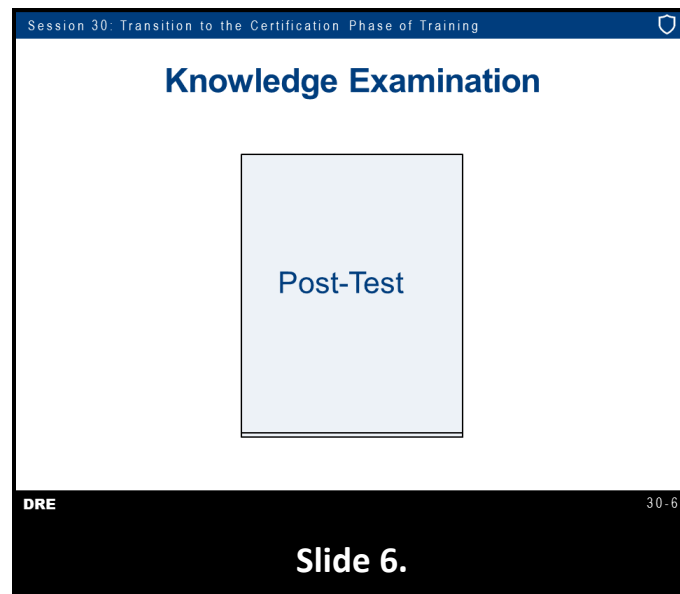 Session 30: Transition to the Certification Phase of Training
Knowledge Examination
Post-Test
DRE
30-6
Slide 6.